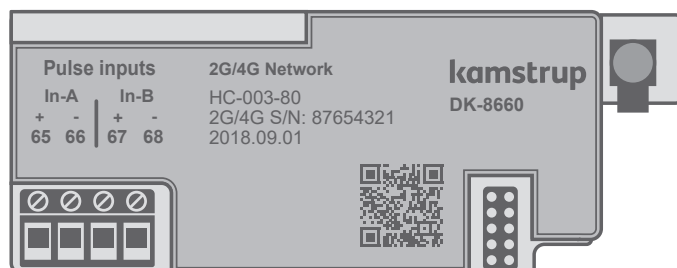 Pulse inputs
In-A In-B
+ - + -
65 66 67 68
2G/4G Network
HC-003-80
2G/4G S/N: 87654321
2018.09.01
kamstrup
DK-8660